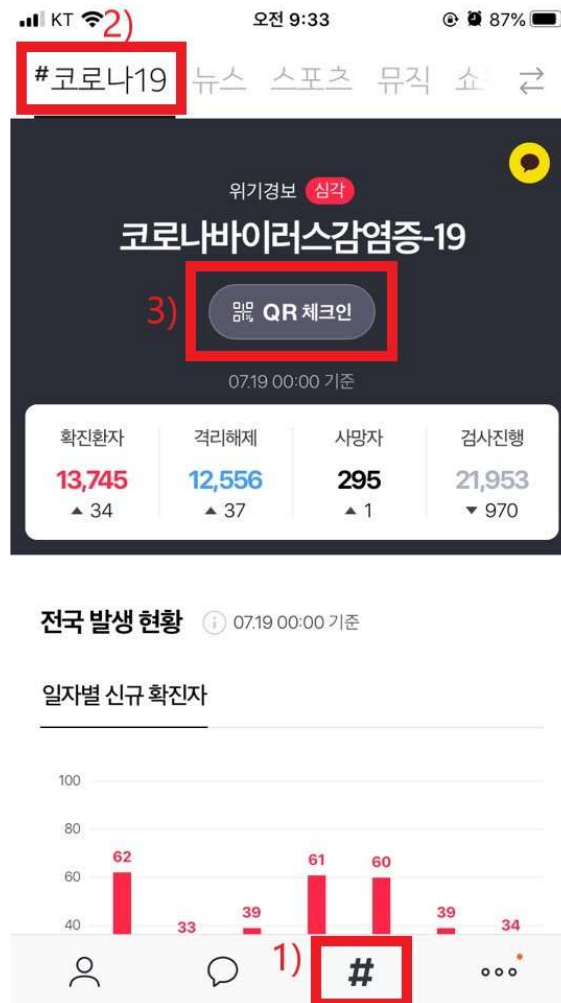 KT 2) 오전 9:33 87%
#코로나19 뉴스 스포츠 뮤직 쇼
위기경보 심각
코로나바이러스감염증-19
3) QR 체크인
07.19 00:00 기준
확진환자 격리해제 사망자 검사진행
13,745 12,556 295 21,953
▲ 34 ▲ 37 ▲ 1 ▼ 970
전국 발생 현황 i 07.19 00:00 기준
일자별 신규 확진자
100
80
62 61 60
60
39 39
33 34
40
1) #